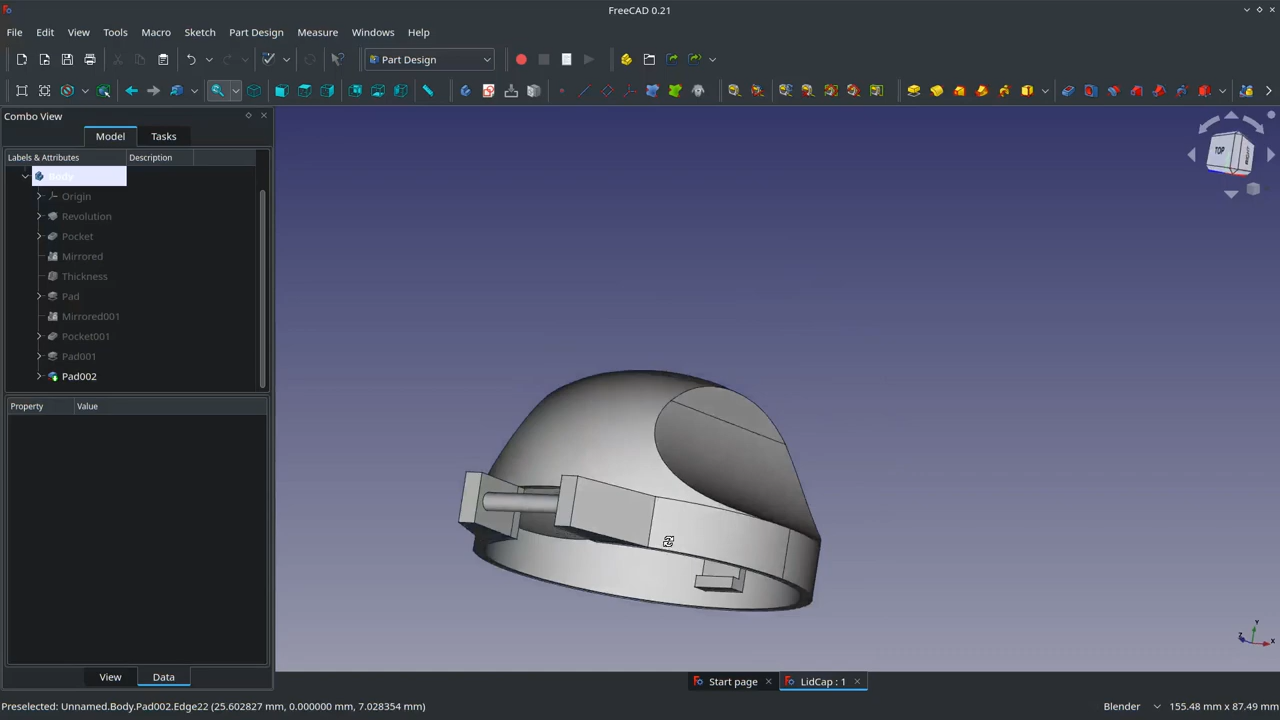 FreeCAD 0.21
File Edit View Tools Macro Sketch Part Design Measure Windows Help
Part Design
Combo View
Model Tasks
Labels & Attributes Description
Body
Origin
Revolution
Pocket
Mirrored
Thickness
Pad
Mirrored001
Pocket001
Pad001
Pad002
Property Value
TOP
Y
Z X
View Data
Start page LidCap : 1
Preselected: Unnamed.Body.Pad002.Edge22 (25.602827 mm, 0.000000 mm, 7.028354 mm) Blender 155.48 mm x 87.49 mm